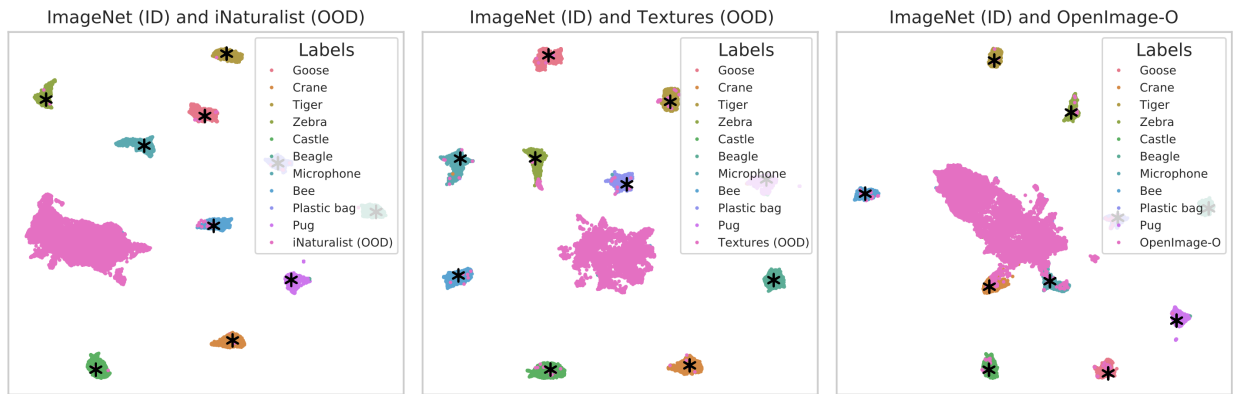 ImageNet (ID) and iNaturalist (OOD)
Labels
Goose
Crane
Tiger
Zebra
Castle
Beagle
Microphone
Bee
Plastic bag
Pug
iNaturalist (OOD)
ImageNet (ID) and Textures (OOD)
Labels
Goose
Crane
Tiger
Zebra
Castle
Beagle
Microphone
Bee
Plastic bag
Pug
Textures (OOD)
ImageNet (ID) and OpenImage-O
Labels
Goose
Crane
Tiger
Zebra
Castle
Beagle
Microphone
Bee
Plastic bag
Pug
OpenImage-O